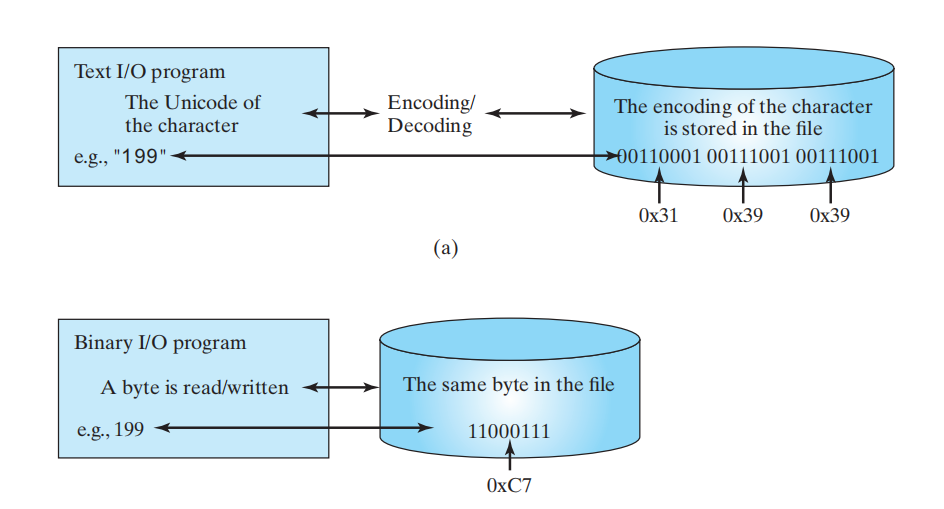 Text I/O program
The Unicode of
the character
e.g., "199"
Encoding/
Decoding
The encoding of the character
is stored in the file
00110001 00111001 00111001
0x31 0x39 0x39
(a)
Binary I/O program
A byte is read/written
e.g., 199
The same byte in the file
11000111
0xC7